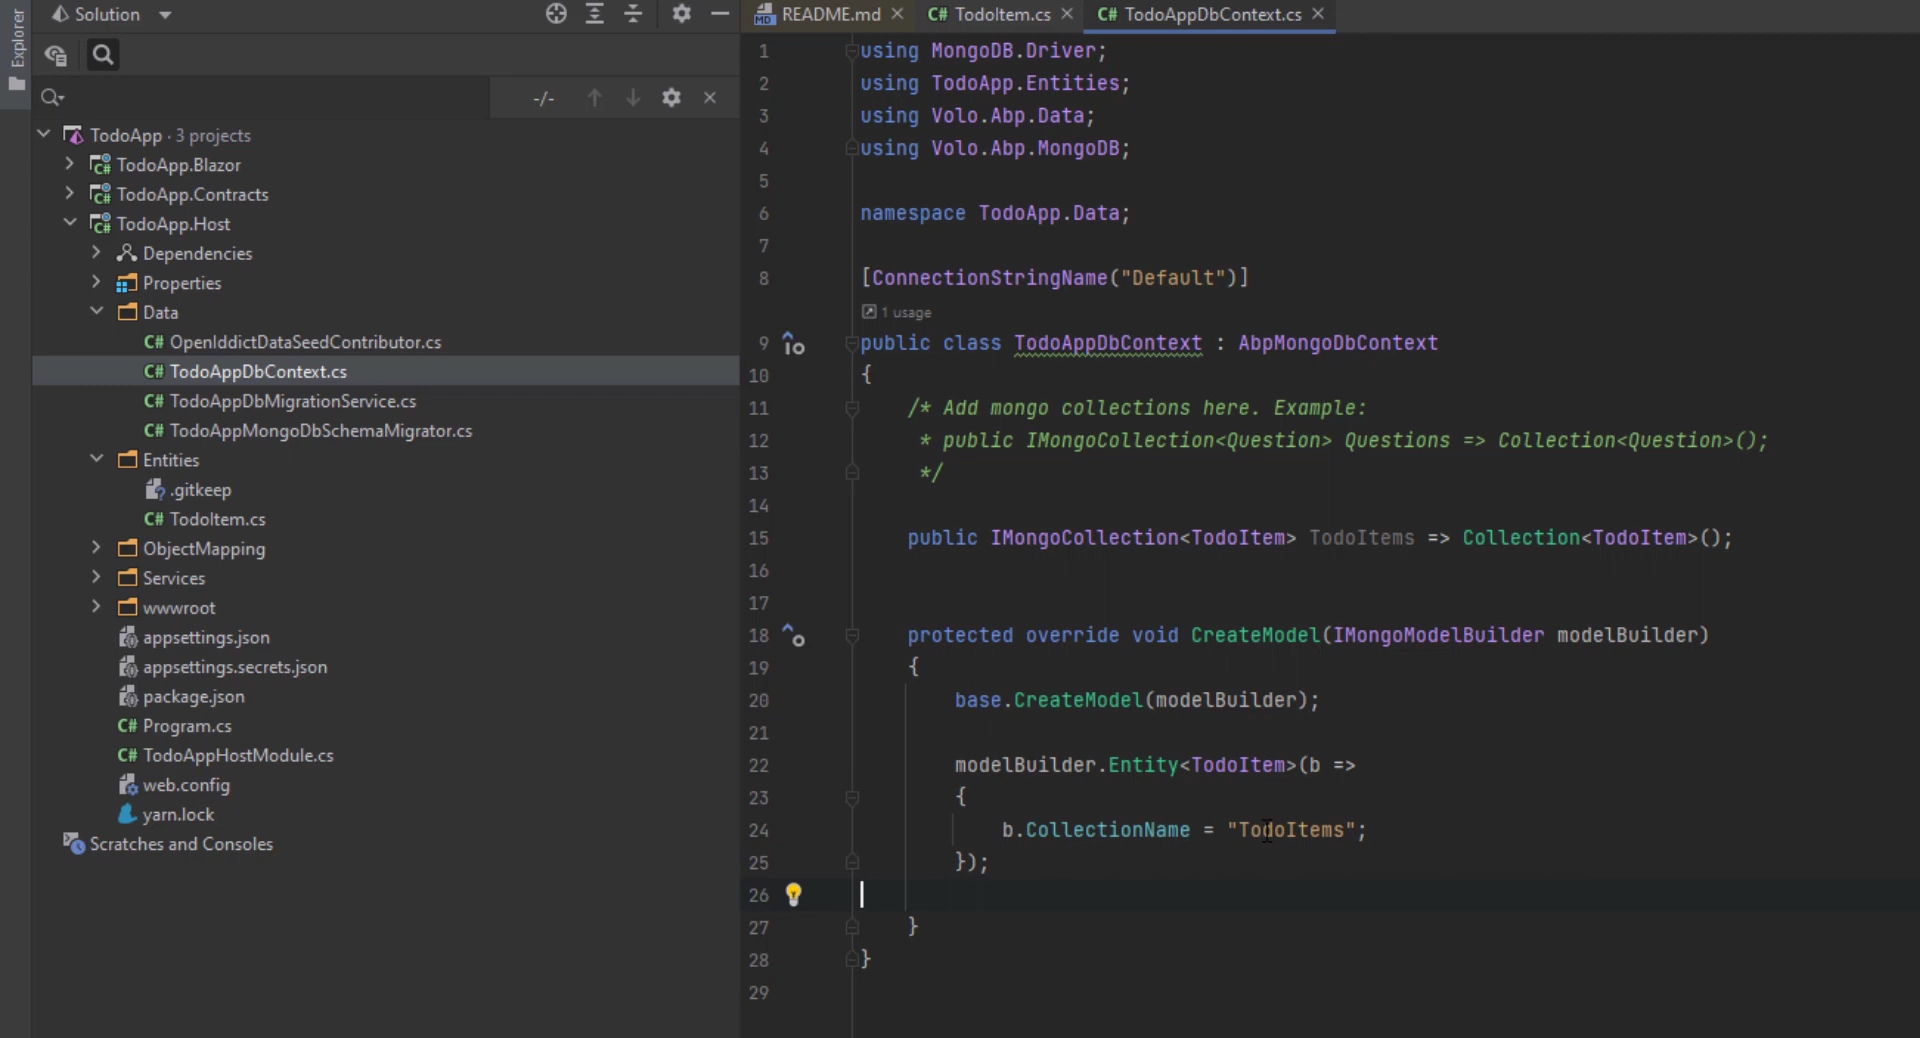 Explorer
Solution
-/-
TodoApp · 3 projects
TodoApp.Blazor
TodoApp.Contracts
TodoApp.Host
Dependencies
Properties
Data
C# OpenIddictDataSeedContributor.cs
C# TodoAppDbContext.cs
C# TodoAppDbMigrationService.cs
C# TodoAppMongoDbSchemaMigrator.cs
Entities
.gitkeep
C# TodoItem.cs
ObjectMapping
Services
wwwroot
appsettings.json
appsettings.secrets.json
package.json
C# Program.cs
C# TodoAppHostModule.cs
web.config
yarn.lock
Scratches and Consoles
MD README.md C# TodoItem.cs C# TodoAppDbContext.cs
1 using MongoDB.Driver;
2 using TodoApp.Entities;
3 using Volo.Abp.Data;
4 using Volo.Abp.MongoDB;
5
6 namespace TodoApp.Data;
7
8 [ConnectionStringName("Default")]
1 usage
9 public class TodoAppDbContext : AbpMongoDbContext
10 {
11 /* Add mongo collections here. Example:
12 * public IMongoCollection<Question> Questions => Collection<Question>();
13 */
14
15 public IMongoCollection<TodoItem> TodoItems => Collection<TodoItem>();
16
17
18 protected override void CreateModel(IMongoModelBuilder modelBuilder)
19 {
20 base.CreateModel(modelBuilder);
21
22 modelBuilder.Entity<TodoItem>(b =>
23 {
24 b.CollectionName = "TodoItems";
25 });
26
27 }
28 }
29